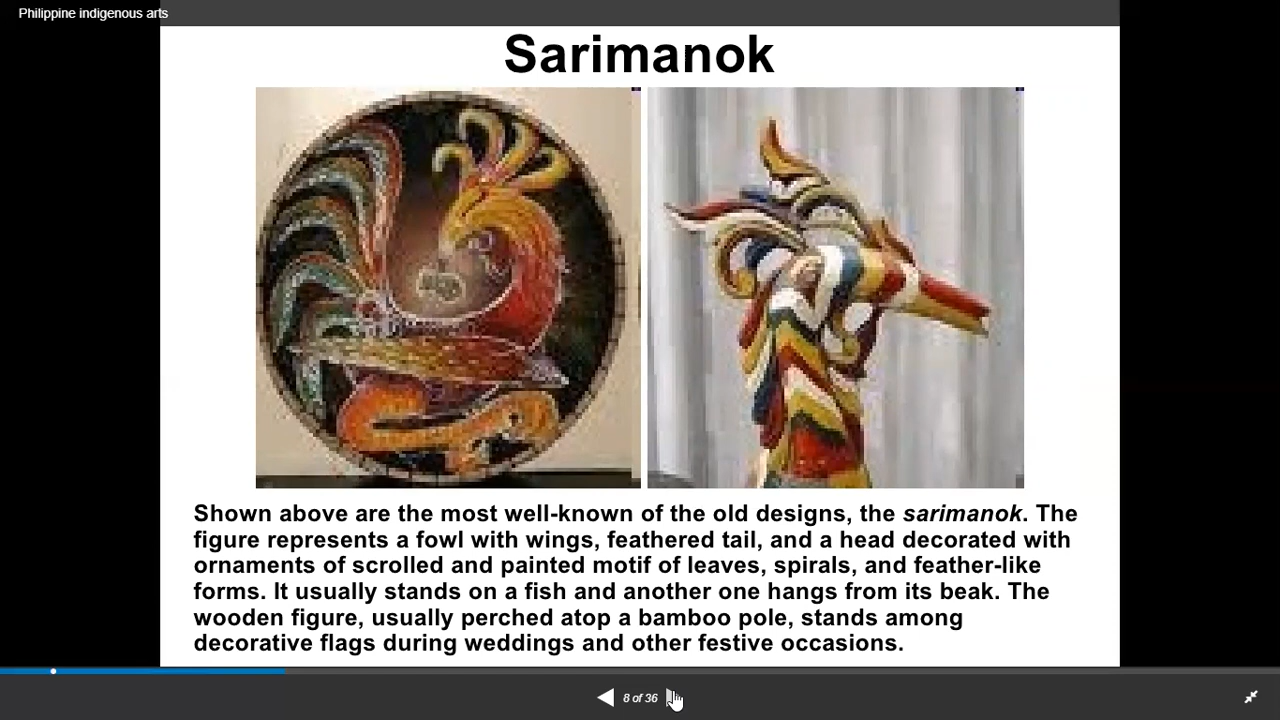 Philippine indigenous arts
Sarimanok
Shown above are the most well-known of the old designs, the sarimanok. The
figure represents a fowl with wings, feathered tail, and a head decorated with
ornaments of scrolled and painted motif of leaves, spirals, and feather-like
forms. It usually stands on a fish and another one hangs from its beak. The
wooden figure, usually perched atop a bamboo pole, stands among
decorative flags during weddings and other festive occasions.
8 of 36